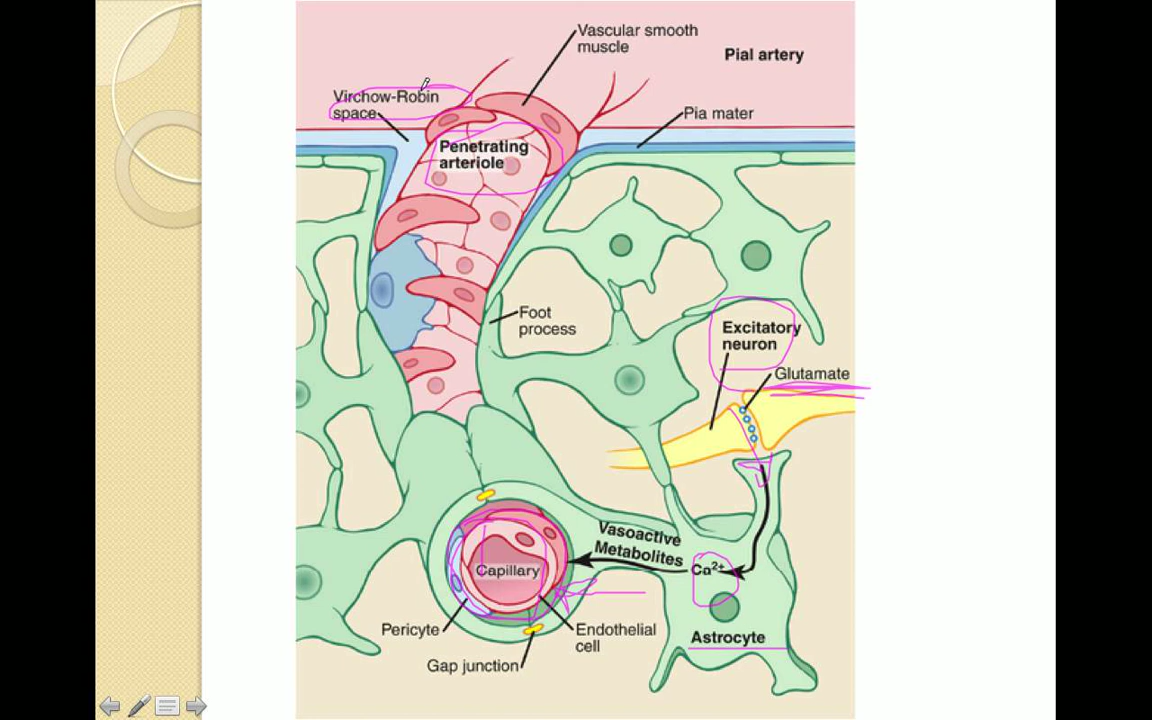 Vascular smooth
muscle
Pial artery
Virchow-Robin
space
Pia mater
Penetrating
arteriole
Foot
process
Excitatory
neuron
Glutamate
Vasoactive
Metabolites
Ca2+
Capillary
Pericyte
Endothelial
cell
Astrocyte
Gap junction